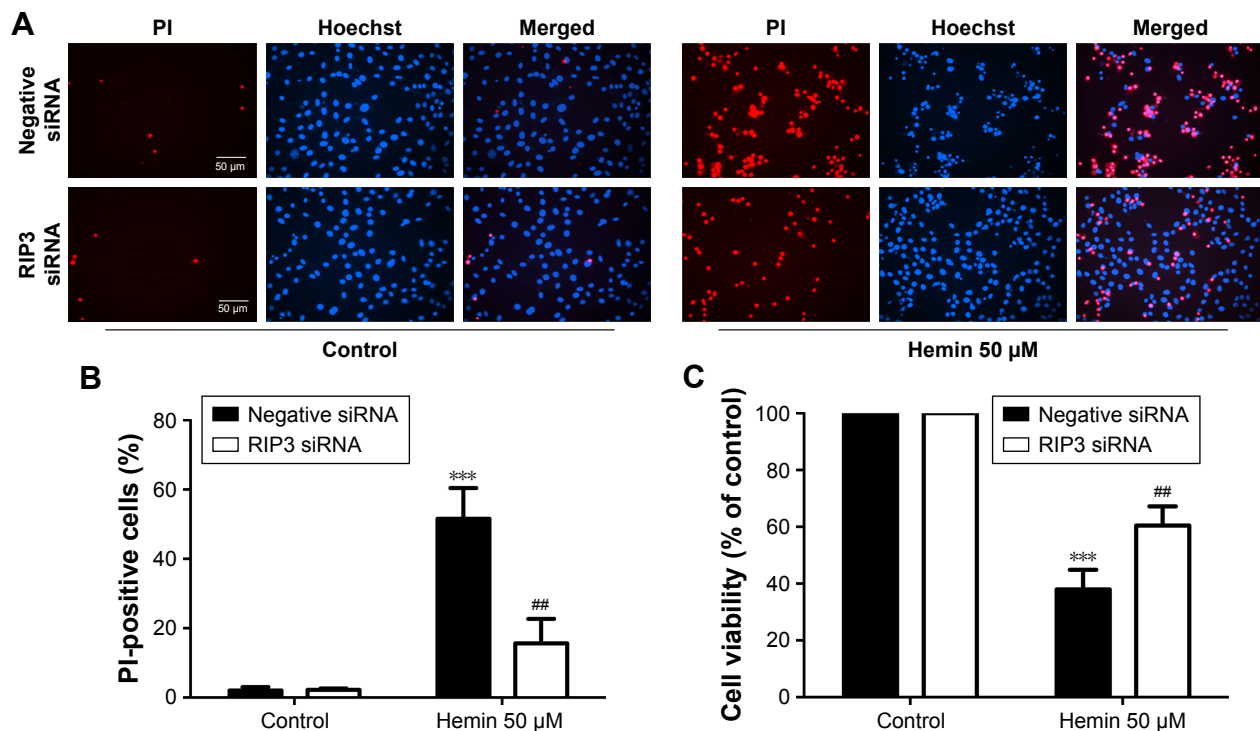 A
PI Hoechst Merged PI Hoechst Merged
Negative
siRNA
50 µm
RIP3
siRNA
50 µm
Control Hemin 50 µM
B
PI-positive cells (%)
80
60
40
20
0
Negative siRNA
RIP3 siRNA
***
##
Control Hemin 50 µM
C
Cell viability (% of control)
100
80
60
40
20
0
Negative siRNA
RIP3 siRNA
***
##
Control Hemin 50 µM